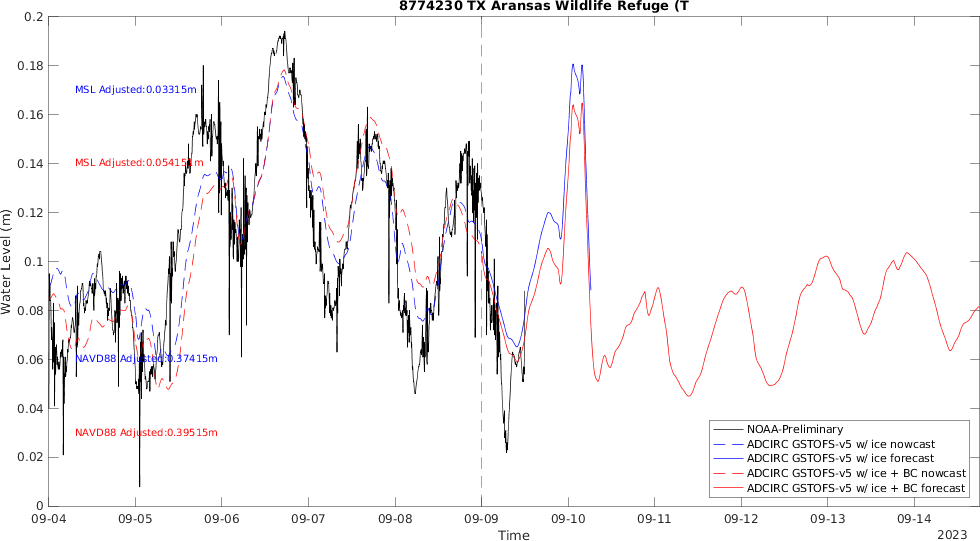 8774230 TX Aransas Wildlife Refuge (T
0.2
0.18
MSL Adjusted:0.03315m
0.16
MSL Adjusted:0.05415m
0.14
0.12
0.1
0.08
NAVD88 Adjusted:0.37415m
0.06
0.04
NAVD88 Adjusted:0.39515m
0.02
0
Water Level (m)
NOAA-Preliminary
ADCIRC GSTOFS-v5 w/ ice nowcast
ADCIRC GSTOFS-v5 w/ ice forecast
ADCIRC GSTOFS-v5 w/ ice + BC nowcast
ADCIRC GSTOFS-v5 w/ ice + BC forecast
09-04 09-05 09-06 09-07 09-08 09-09 09-10 09-11 09-12 09-13 09-14
Time
2023